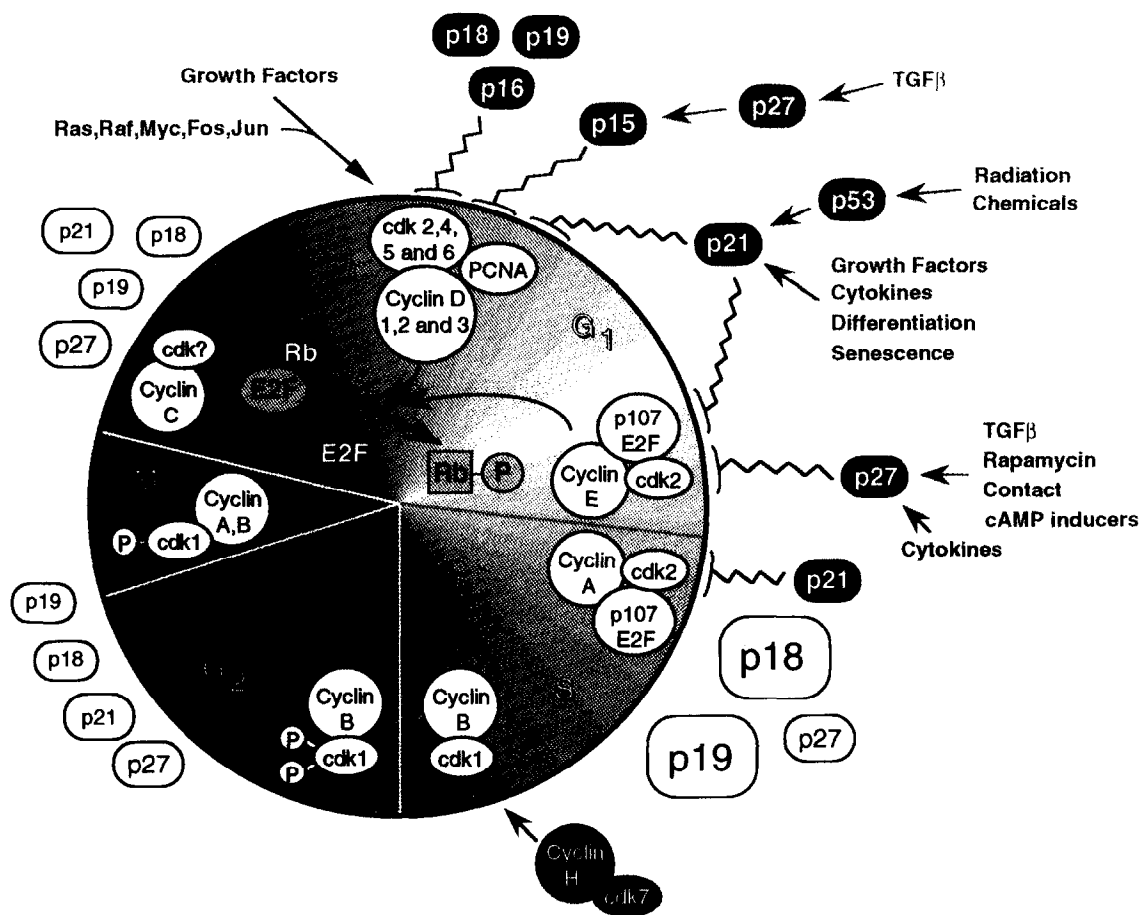 p18
p19
p16
Growth Factors
Ras,Raf,Myc,Fos,Jun
p15
p27
TGFβ
p53
Radiation
Chemicals
p21
Growth Factors
Cytokines
Differentiation
Senescence
p21
p18
p19
p27
cdk 2,4,
5 and 6
PCNA
Cyclin D
1,2 and 3
G1
cdk?
Cyclin
C
Rb
E2F
E2F
Rb
P
p107
E2F
Cyclin
E
cdk2
p27
TGFβ
Rapamycin
Contact
cAMP inducers
Cytokines
Cyclin
A,B
P
cdk1
Cyclin
A
cdk2
p107
E2F
p21
p18
p19
p27
p19
p18
p21
p27
2
Cyclin
B
P
P
cdk1
Cyclin
B
cdk1
S
Cyclin
H
cdk7